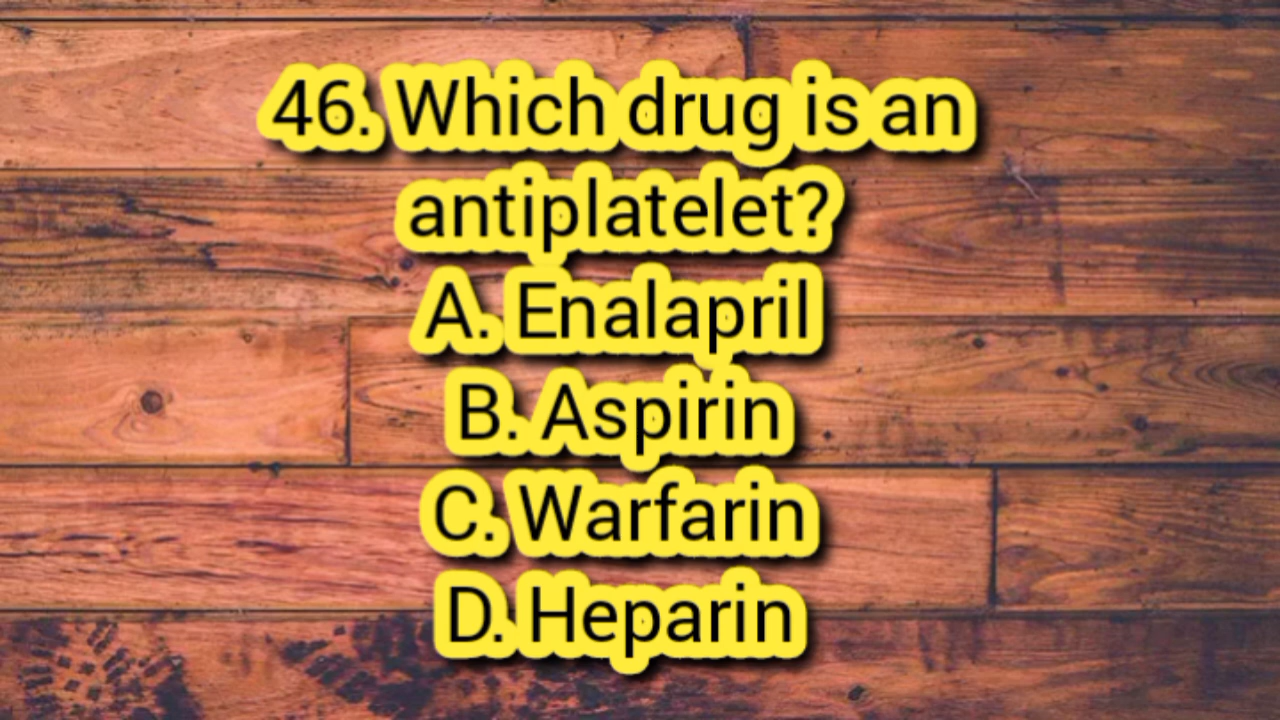 46. Which drug is an
antiplatelet?
A. Enalapril
B. Aspirin
C. Warfarin
D. Heparin